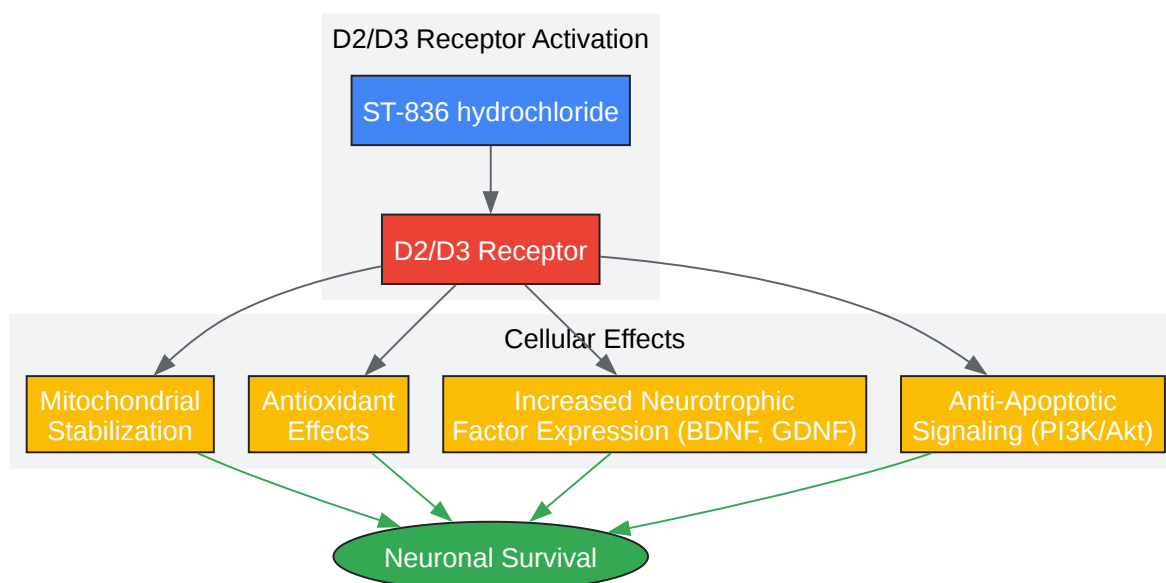 D2/D3 Receptor Activation
ST-836 hydrochloride
D2/D3 Receptor
Cellular Effects
Mitochondrial
Stabilization
Antioxidant
Effects
Increased Neurotrophic
Factor Expression (BDNF, GDNF)
Anti-Apoptotic
Signaling (PI3K/Akt)
Neuronal Survival